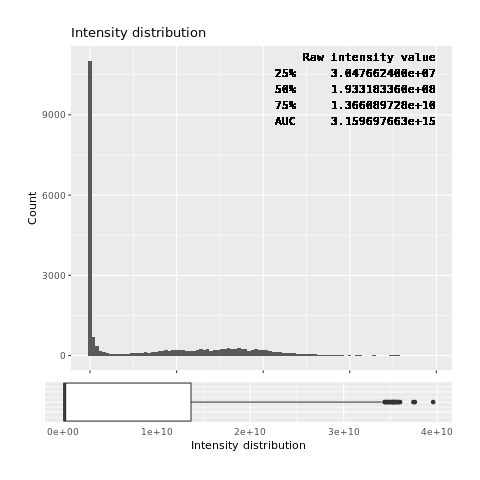 Intensity distribution
Raw intensity value
25% 3.047662400e+07
50% 1.933183360e+08
75% 1.366089728e+10
AUC 3.159697663e+15
9000
6000
3000
0
Count
0e+00 1e+10 2e+10 3e+10 4e+10
Intensity distribution